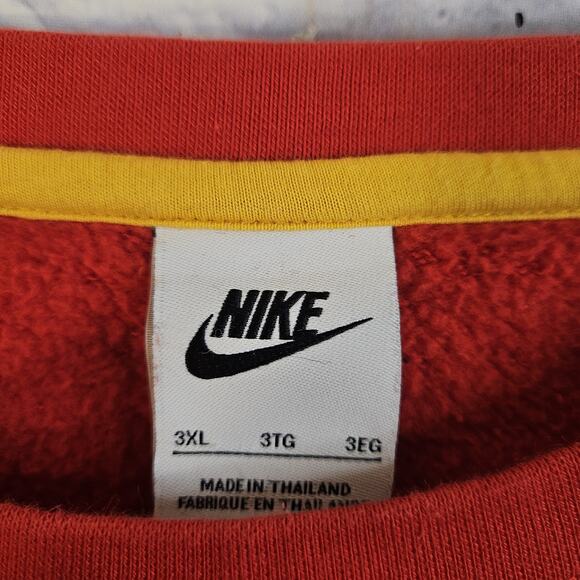 NIKE
3XL 3TG 3EG
MADE IN THAILAND
FABRIQUE EN THAILANDE